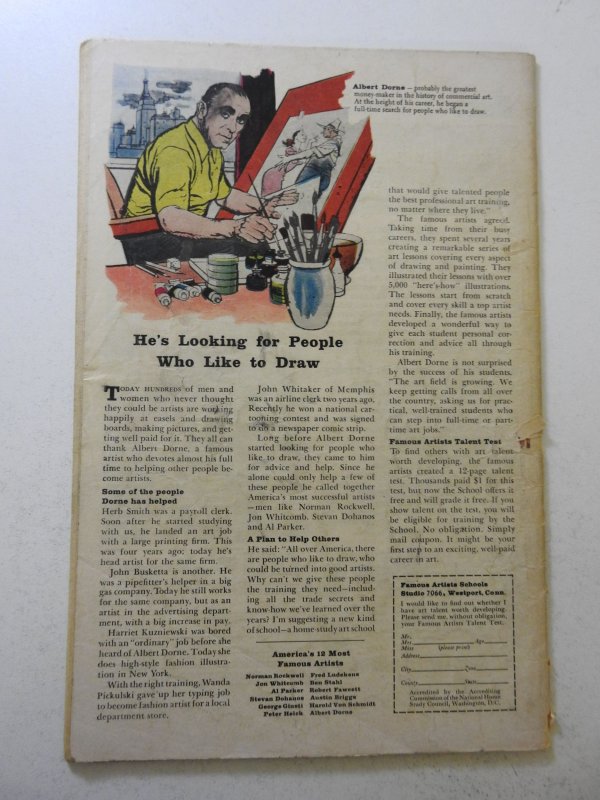 Albert Dorne — probably the greatest
money-maker in the history of commercial art.
At the height of his career, he began a
full-time search for people who like to draw.
He's Looking for People
Who Like to Draw
TODAY HUNDREDS of men and
women who never thought
they could be artists are working
happily at easels and drawing
boards, making pictures, and get-
ting well paid for it. They all can
thank Albert Dorne, a famous
artist who devotes almost his full
time to helping other people be-
come artists.
Some of the people
Dorne has helped
Herb Smith was a payroll clerk.
Soon after he started studying
with us, he landed an art job
with a large printing firm. This
was four years ago; today he's
head artist for the same firm.
John Busketta is another. He
was a pipefitter's helper in a big
gas company. Today he still works
for the same company, but as an
artist in the advertising depart-
ment, with a big increase in pay.
Harriet Kuzniewski was bored
with an "ordinary" job before she
heard of Albert Dorne. Today she
does high-style fashion illustra-
tion in New York.
With the right training, Wanda
Pickulski gave up her typing job
to become fashion artist for a local
department store.
John Whitaker of Memphis
was an airline clerk two years ago.
Recently he won a national car-
tooning contest and was signed
to do a newspaper comic strip.
Long before Albert Dorne
started looking for people who
like to draw, they came to him
for advice and help. Since he
alone could only help a few of
these people he called together
America's most successful artists
—men like Norman Rockwell,
Jon Whitcomb, Stevan Dohanos
and Al Parker.
A Plan to Help Others
He said: "All over America, there
are people who like to draw, who
could be turned into good artists.
Why can't we give these people
the training they need—includ-
ing all the trade secrets and
know-how we've learned over the
years? I'm suggesting a new kind
of school—a home-study art school
America's 12 Most
Famous Artists
Norman Rockwell Fred Ludekens
Jon Whitcomb Ben Stahl
Al Parker Robert Fawcett
Stevan Dohanos Austin Briggs
George Giusti Harold Von Schmidt
Peter Helck Albert Dorne
that would give talented people
the best professional art training,
no matter where they live."
The famous artists agreed.
Taking time from their busy
careers, they spent several years
creating a remarkable series of
art lessons covering every aspect
of drawing and painting. They
illustrated their lessons with over
5,000 "here's-how" illustrations.
The lessons start from scratch
and cover every skill a top artist
needs. Finally, the famous artists
developed a wonderful way to
give each student personal cor-
rection and advice all through
his training.
Albert Dorne is not surprised
by the success of his students.
"The art field is growing. We
keep getting calls from all over
the country, asking us for prac-
tical, well-trained students who
can step into full-time or part-
time art jobs."
Famous Artists Talent Test
To find others with art talent
worth developing, the famous
artists created a 12-page talent
test. Thousands paid $1 for this
test, but now the School offers it
free and will grade it free. If you
show talent on the test, you will
be eligible for training by the
School. No obligation. Simply
mail coupon. It might be your
first step to an exciting, well-paid
career in art.
Famous Artists Schools
Studio 7066, Westport, Conn.
I would like to find out whether I
have art talent worth developing.
Please send me, without obligation,
your Famous Artists Talent Test.
Mr.
Mrs. Age
Miss (please print)
Address
City Zone
County State
Accredited by the Accrediting
Commission of the National Home
Study Council, Washington, D.C.